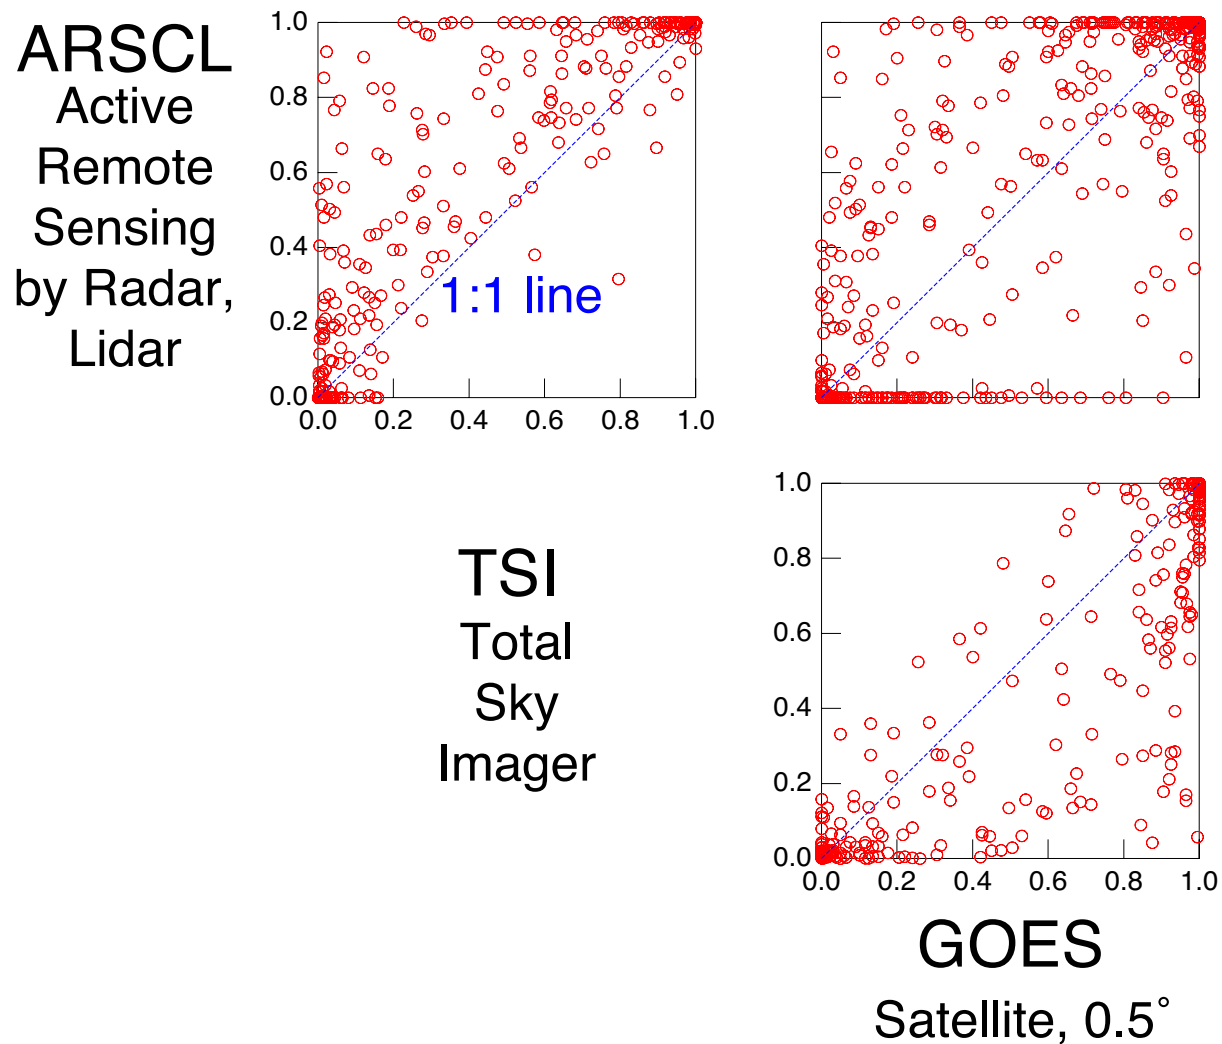 ARSCL
Active
Remote
Sensing
by Radar,
Lidar
1.0
0.8
0.6
0.4
0.2
0.0
0.0 0.2 0.4 0.6 0.8 1.0
1:1 line
TSI
Total
Sky
Imager
1.0
0.8
0.6
0.4
0.2
0.0
0.0 0.2 0.4 0.6 0.8 1.0
GOES
Satellite, 0.5°